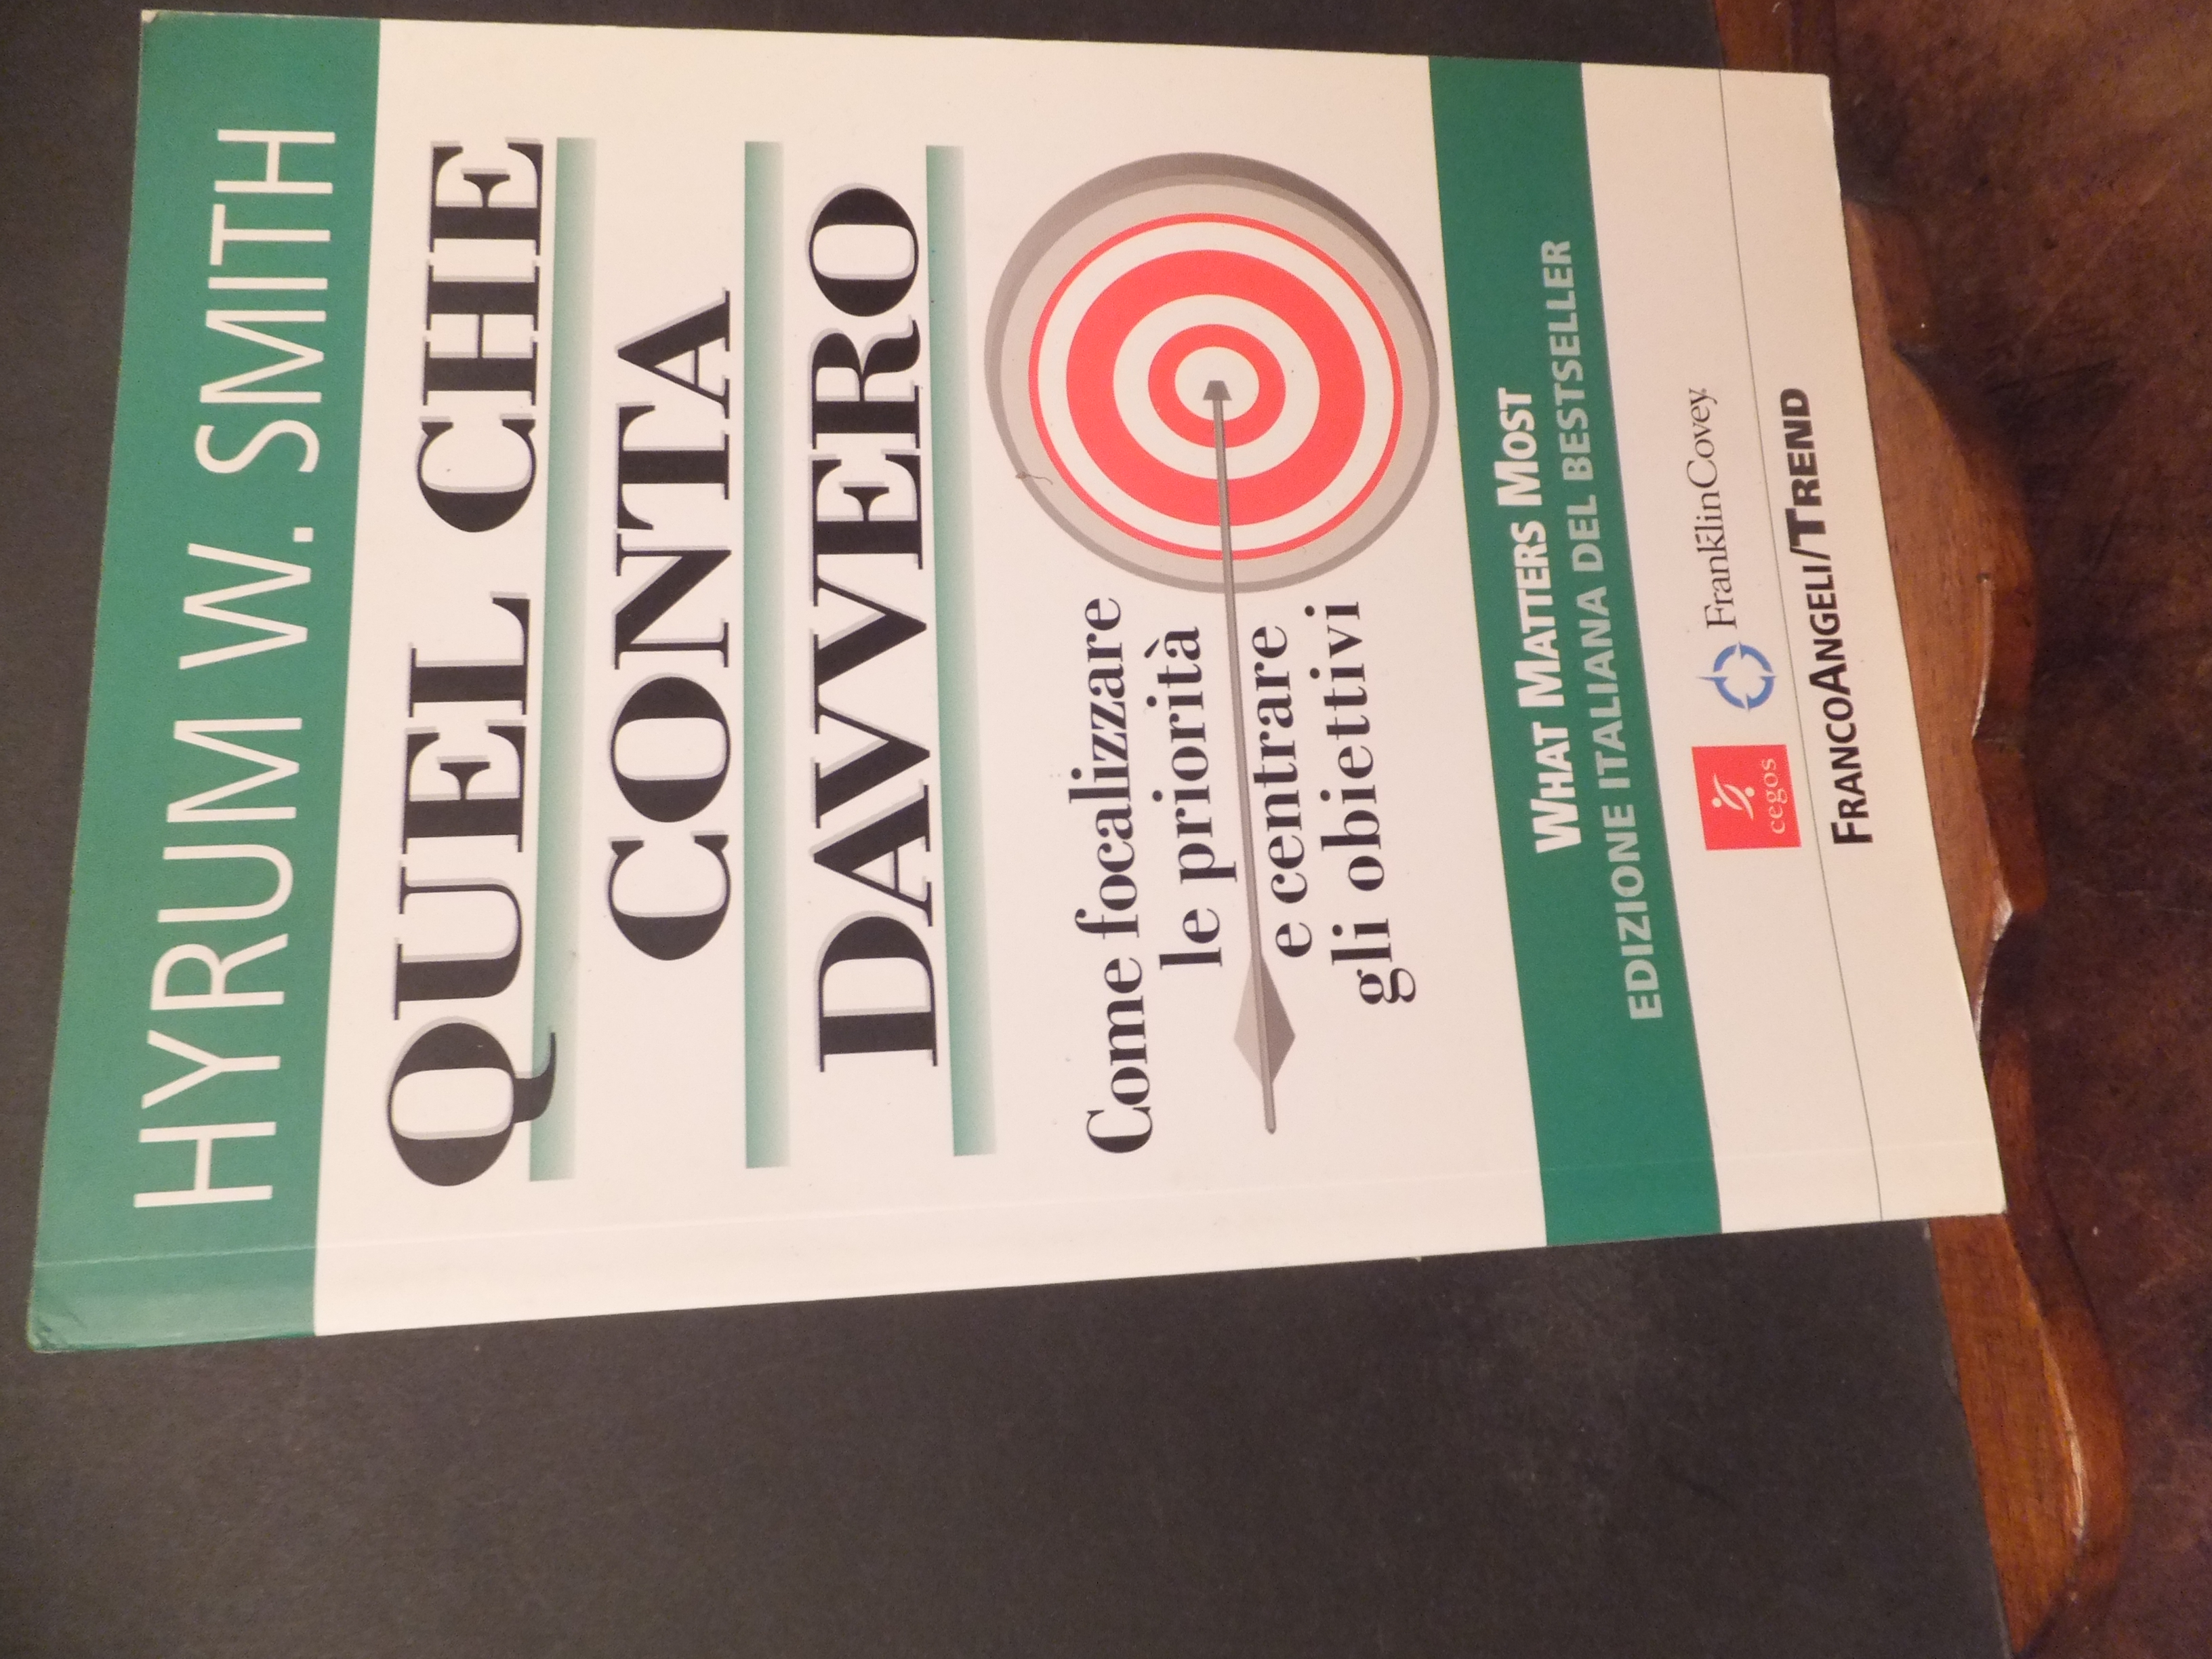 HYRUM W. SMITH
QUEL CHE
CONTA
DAVVERO
Come focalizzare
le priorità
e centrare
gli obiettivi
WHAT MATTERS MOST
EDIZIONE ITALIANA DEL BESTSELLER
cegos
FranklinCovey
FRANCOANGELI/TREND